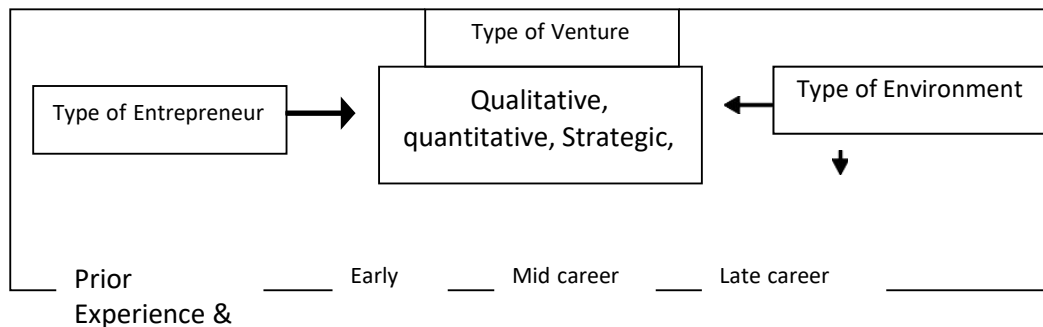 Type of Venture
Type of Entrepreneur
Qualitative,
quantitative, Strategic,
Type of Environment
Prior
Experience &
Early
Mid career
Late career